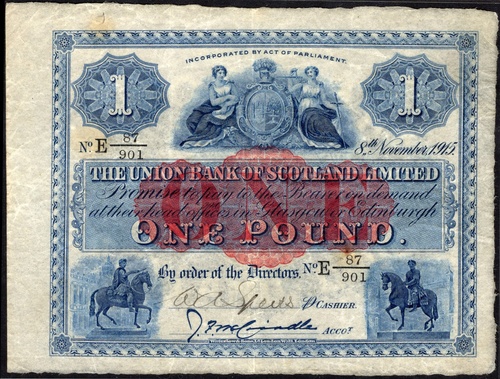 INCORPORATED BY ACT OF PARLIAMENT.
1 1
No E 87/901
8th November, 1915.
THE UNION BANK OF SCOTLAND LIMITED
Promise to pay to the Bearer on demand
at their head offices in Glasgow or Edinburgh
ONE
ONE POUND.
By order of the Directors. No E 87/901
P CASHIER.
ACCOT.